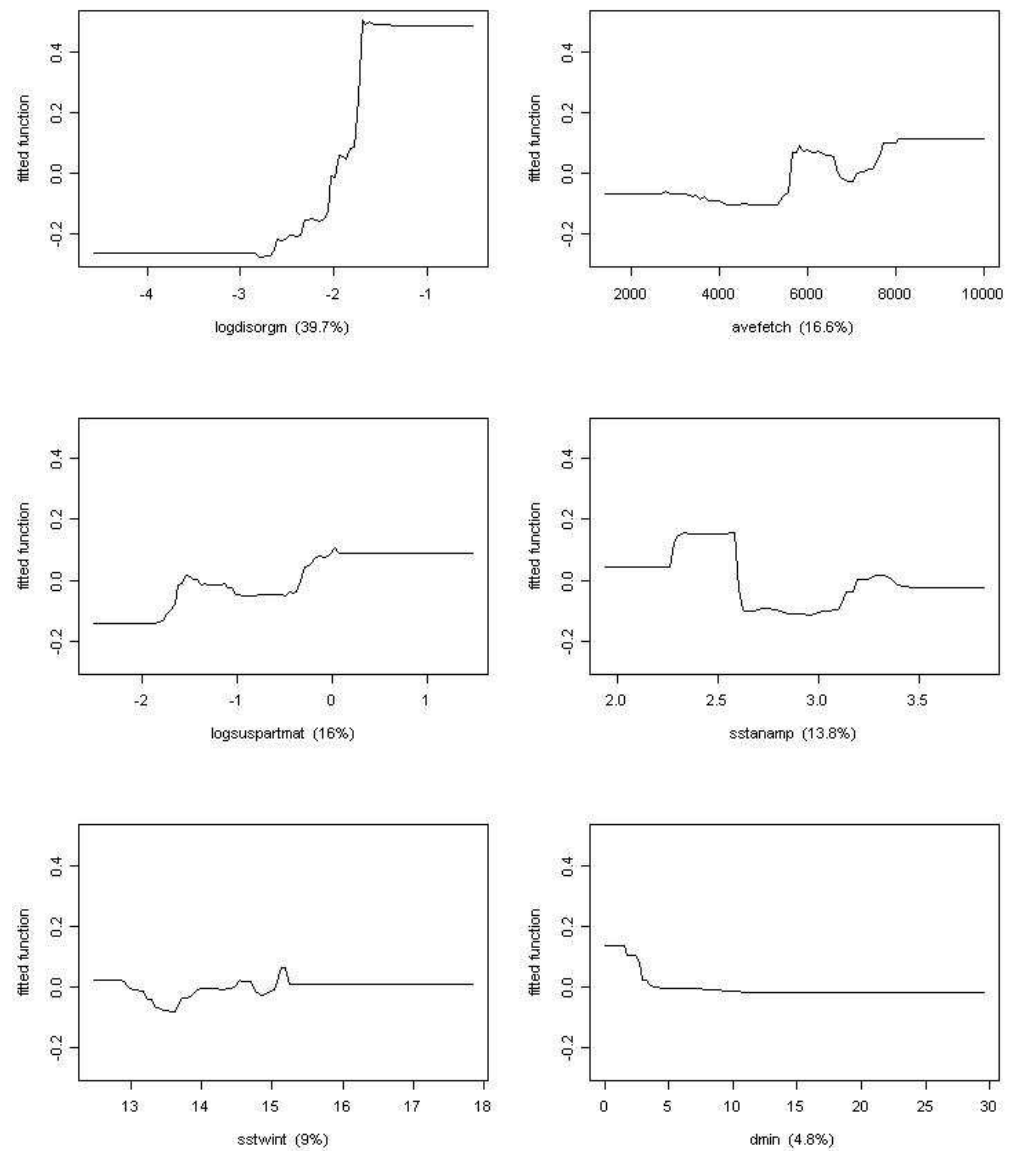 0.4
0.2
0.0
-0.2
fitted function
-4 -3 -2 -1
logdisorgm (39.7%)
0.4
0.2
0.0
-0.2
fitted function
2000 4000 6000 8000 10000
avefetch (16.6%)
0.4
0.2
0.0
-0.2
fitted function
-2 -1 0 1
logsuspartmat (16%)
0.4
0.2
0.0
-0.2
fitted function
2.0 2.5 3.0 3.5
sstanamp (13.8%)
0.4
0.2
0.0
-0.2
fitted function
13 14 15 16 17 18
sstwint (9%)
0.4
0.2
0.0
-0.2
fitted function
0 5 10 15 20 25 30
dmin (4.8%)